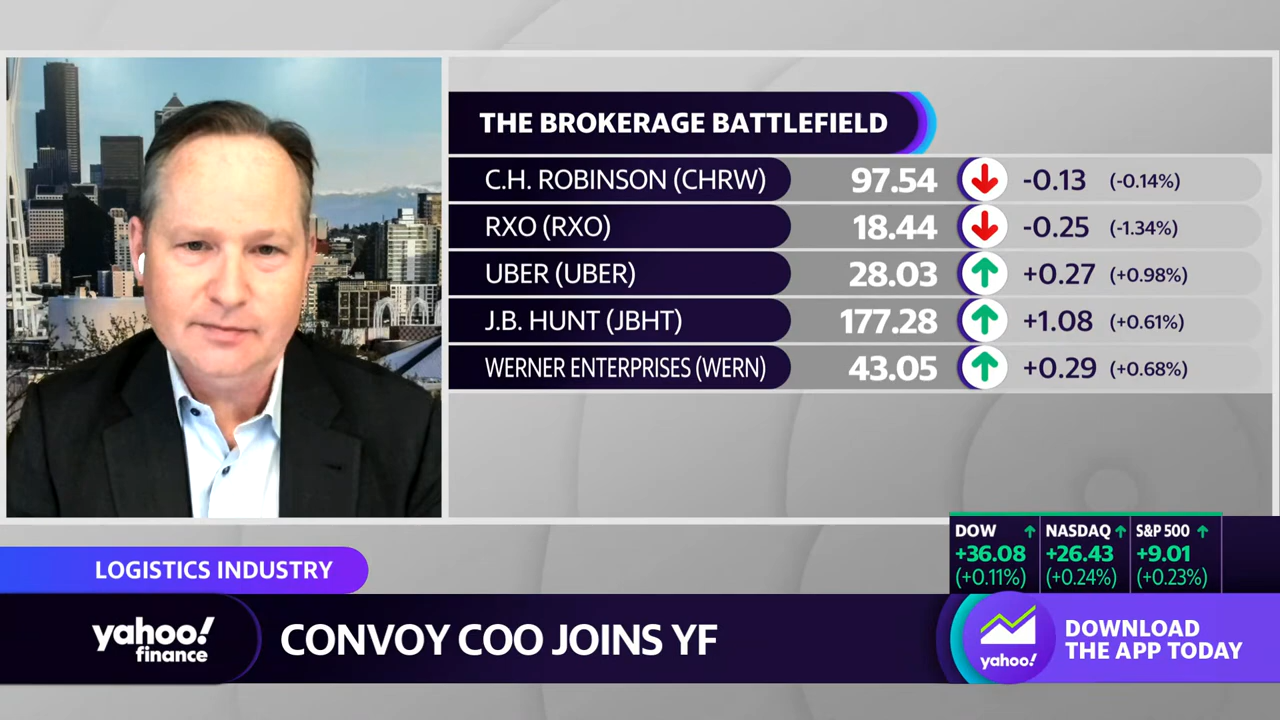 THE BROKERAGE BATTLEFIELD
C.H. ROBINSON (CHRW) 97.54 -0.13 (-0.14%)
RXO (RXO) 18.44 -0.25 (-1.34%)
UBER (UBER) 28.03 +0.27 (+0.98%)
J.B. HUNT (JBHT) 177.28 +1.08 (+0.61%)
WERNER ENTERPRISES (WERN) 43.05 +0.29 (+0.68%)
DOW NASDAQ S&P 500
+36.08 +26.43 +9.01
(+0.11%) (+0.24%) (+0.23%)
LOGISTICS INDUSTRY
yahoo!
finance
CONVOY COO JOINS YF
yahoo!
DOWNLOAD
THE APP TODAY